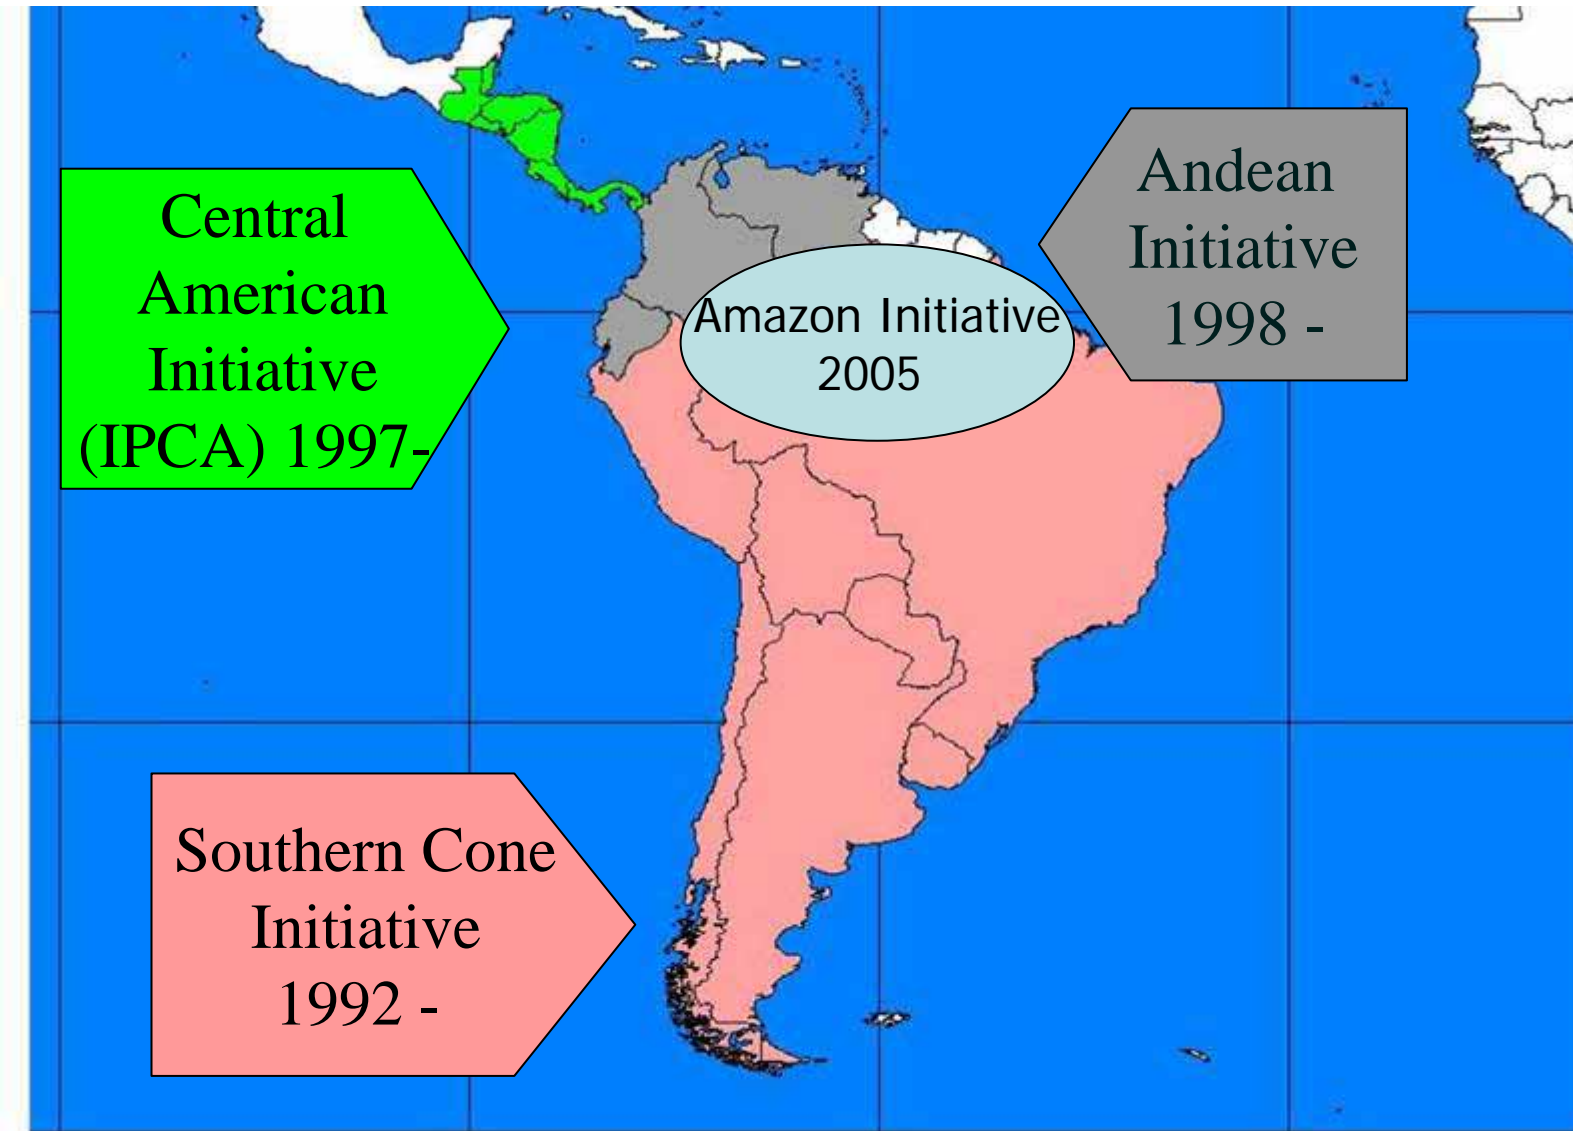 Central
American
Initiative
(IPCA) 1997-
Andean
Initiative
1998 -
Amazon Initiative
2005
Southern Cone
Initiative
1992 -